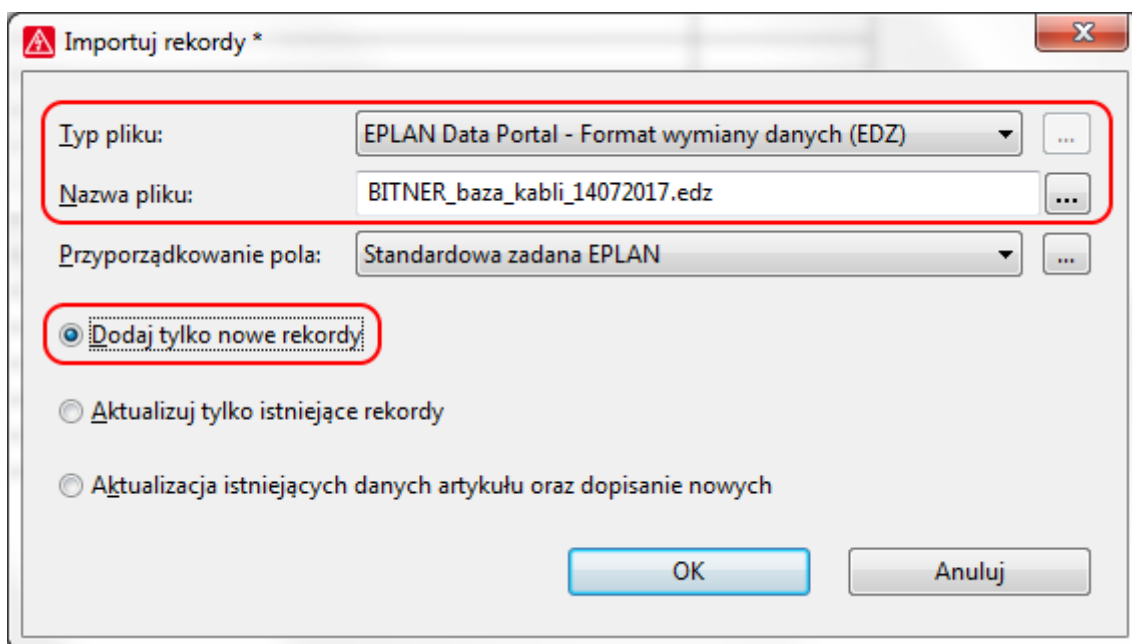 Importuj rekordy *
Typ pliku: EPLAN Data Portal - Format wymiany danych (EDZ) ...
Nazwa pliku: BITNER_baza_kabli_14072017.edz ...
Przyporządkowanie pola: Standardowa zadana EPLAN ...
Dodaj tylko nowe rekordy
Aktualizuj tylko istniejące rekordy
Aktualizacja istniejących danych artykułu oraz dopisanie nowych
OK Anuluj